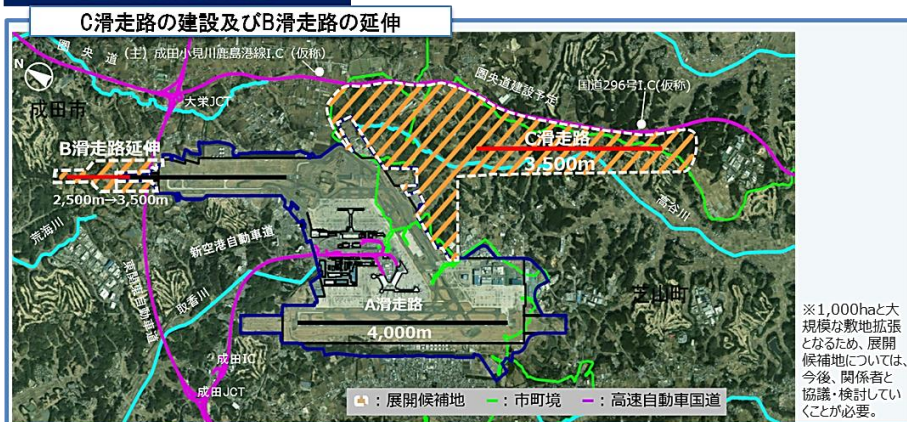 C滑走路の建設及びB滑走路の延伸
圏央道
(主)成田小見川鹿島港線I.C(仮称)
N
大栄JCT
成田市
圏央道建設予定
国道296号I.C(仮称)
B滑走路延伸
2,500m→3,500m
C滑走路
3,500m
荒海川
新空港自動車道
東関東自動車道
取香川
高谷川
A滑走路
4,000m
芝山町
成田IC
成田JCT
:展開候補地 :市町境 :高速自動車国道
※1,000haと大
規模な敷地拡張
となるため、展開
候補地については、
今後、関係者と
協議・検討してい
くことが必要。